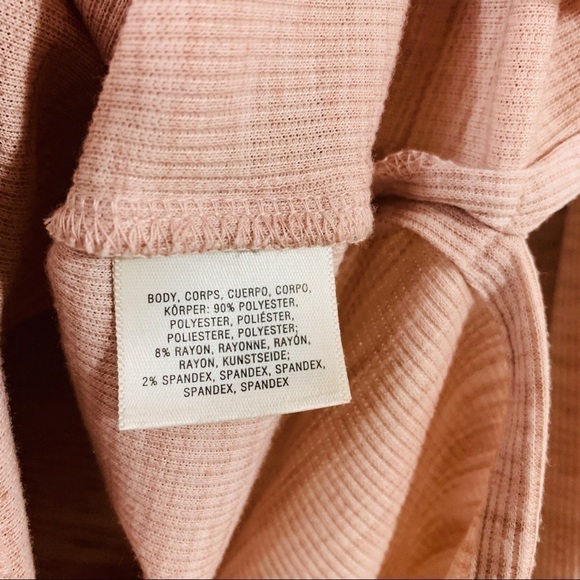 BODY, CORPS, CUERPO, CORPO,
KÖRPER: 90% POLYESTER,
POLYESTER, POLIÉSTER,
POLIESTERE, POLYESTER;
8% RAYON, RAYONNE, RAYÓN,
RAYON, KUNSTSEIDE;
2% SPANDEX, SPANDEX, SPANDEX,
SPANDEX, SPANDEX